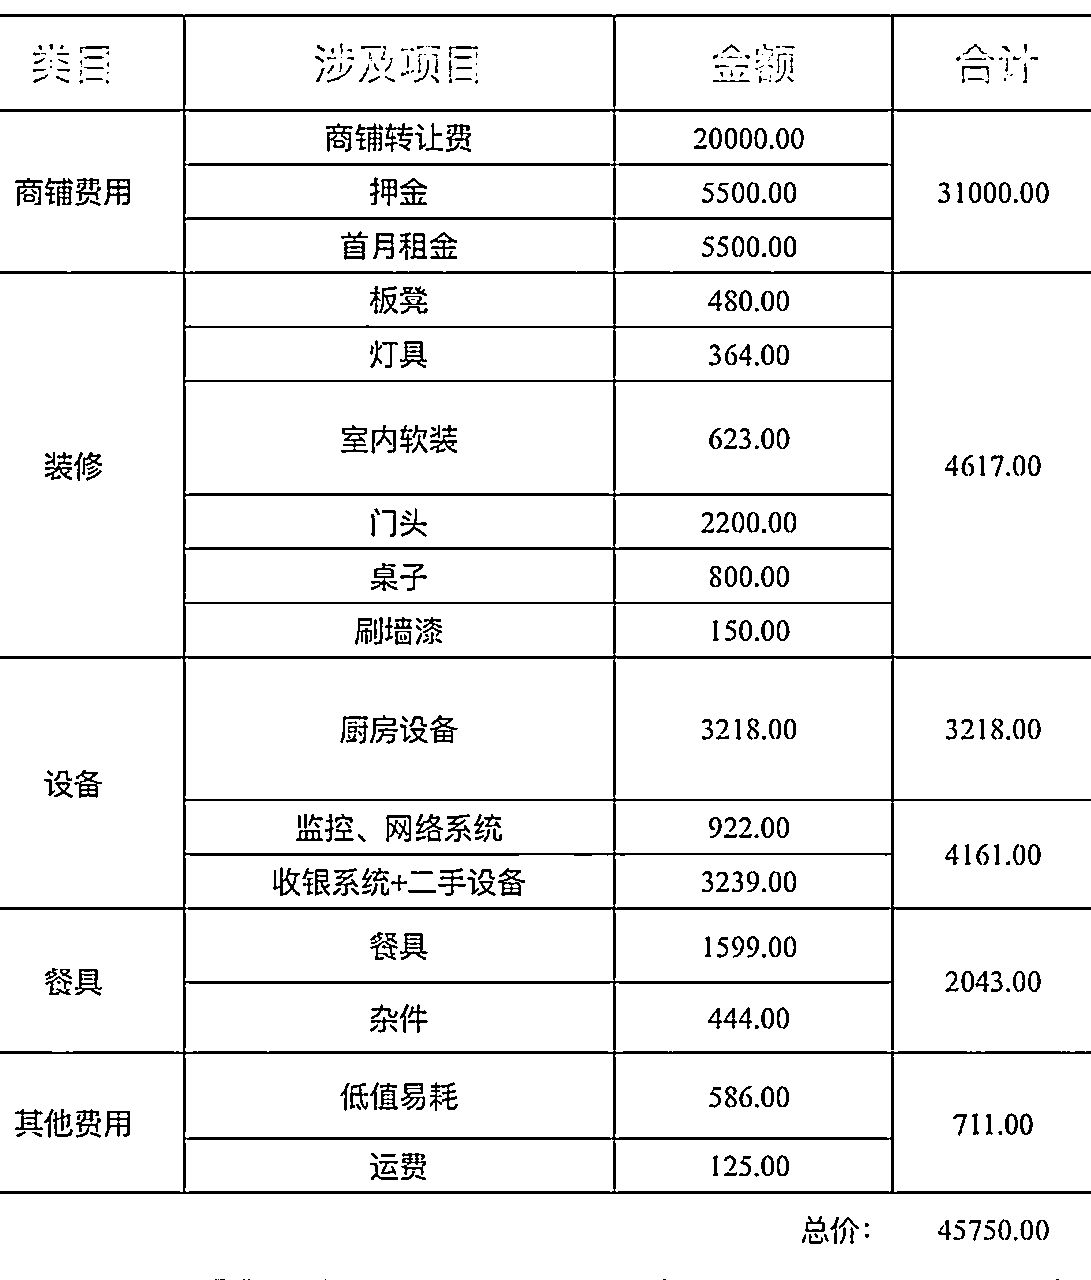 类目 涉及项目 金额 合计
商铺费用 商铺转让费 20000.00 31000.00
押金 5500.00
首月租金 5500.00
装修 板凳 480.00 4617.00
灯具 364.00
室内软装 623.00
门头 2200.00
桌子 800.00
刷墙漆 150.00
设备 厨房设备 3218.00 3218.00
监控、网络系统 922.00 4161.00
收银系统+二手设备 3239.00
餐具 餐具 1599.00 2043.00
杂件 444.00
其他费用 低值易耗 586.00 711.00
运费 125.00
总价: 45750.00